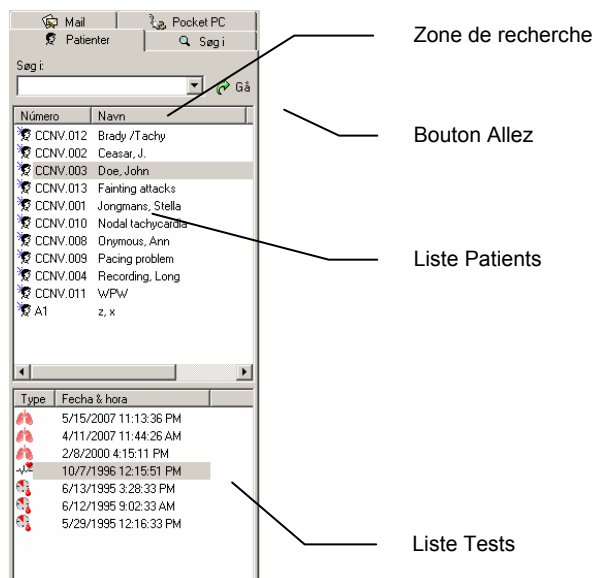 Mail Pocket PC
Patienter Søg i
Søg i:
Gå
Número Navn
CCNV.012 Brady /Tachy
CCNV.002 Ceasar, J.
CCNV.003 Doe, John
CCNV.013 Fainting attacks
CCNV.001 Jongmans, Stella
CCNV.010 Nodal tachycardia
CCNV.008 Onymous, Ann
CCNV.009 Pacing problem
CCNV.004 Recording, Long
CCNV.011 WPW
A1 z, x
Type Fecha & hora
5/15/2007 11:13:36 PM
4/11/2007 11:44:26 AM
2/8/2000 4:15:11 PM
10/7/1996 12:15:51 PM
6/13/1995 3:28:33 PM
6/12/1995 9:02:33 AM
5/29/1995 12:16:33 PM
Zone de recherche
Bouton Allez
Liste Patients
Liste Tests